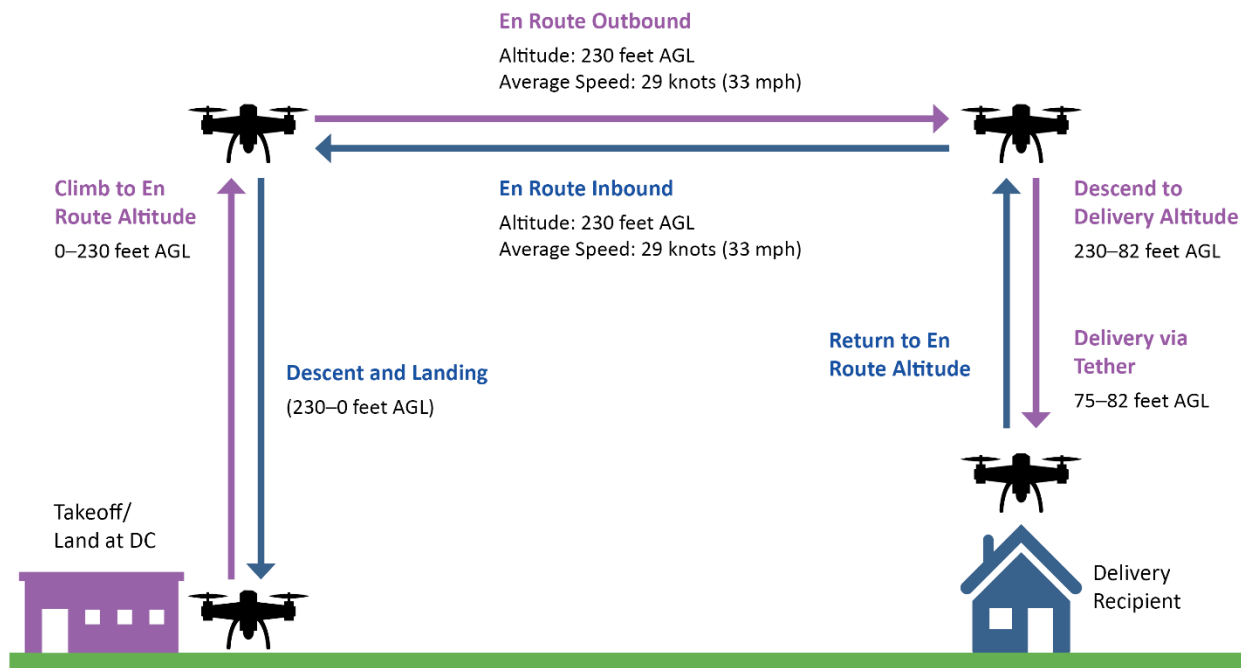 En Route Outbound
Altitude: 230 feet AGL
Average Speed: 29 knots (33 mph)
Climb to En
Route Altitude
0–230 feet AGL
En Route Inbound
Altitude: 230 feet AGL
Average Speed: 29 knots (33 mph)
Descend to
Delivery Altitude
230–82 feet AGL
Descent and Landing
(230–0 feet AGL)
Return to En
Route Altitude
Delivery via
Tether
75–82 feet AGL
Takeoff/
Land at DC
Delivery
Recipient